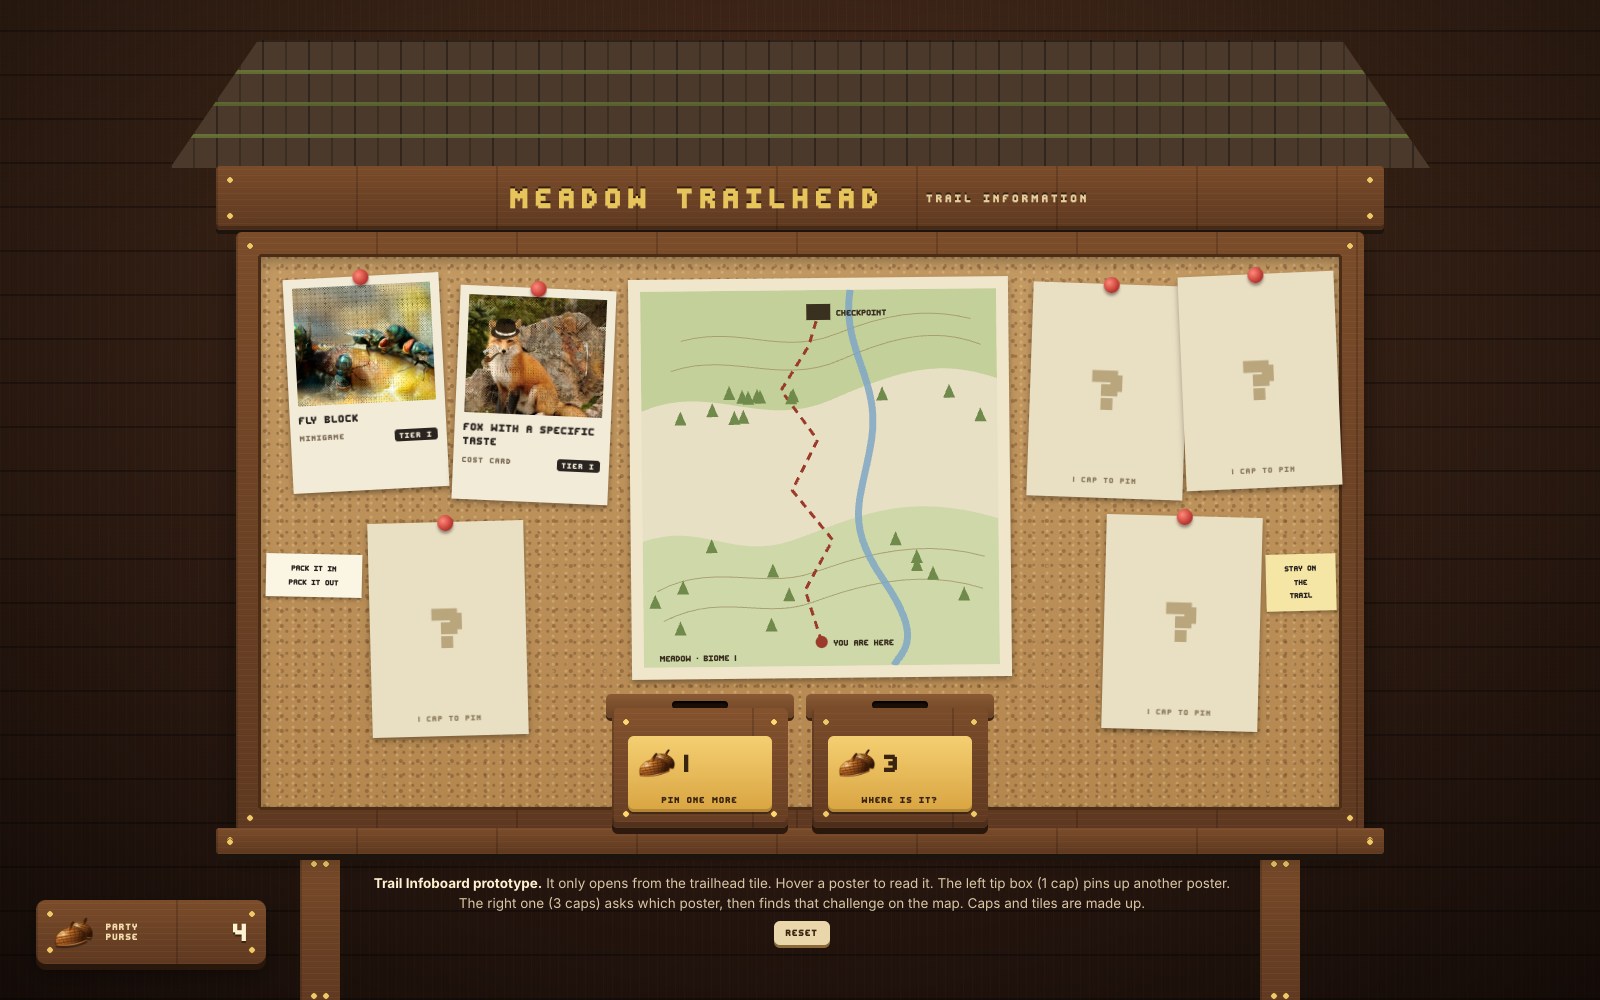 MEADOW TRAILHEAD
TRAIL INFORMATION
FLY BLOCK
MINIGAME
TIER I
FOX WITH A SPECIFIC
TASTE
COST CARD
TIER I
CHECKPOINT
YOU ARE HERE
MEADOW · BIOME 1
?
1 CAP TO PIN
?
1 CAP TO PIN
PACK IT IN
PACK IT OUT
?
1 CAP TO PIN
?
1 CAP TO PIN
STAY ON
THE
TRAIL
1
PIN ONE MORE
3
WHERE IS IT?
Trail Infoboard prototype. It only opens from the trailhead tile. Hover a poster to read it. The left tip box (1 cap) pins up another poster.
The right one (3 caps) asks which poster, then finds that challenge on the map. Caps and tiles are made up.
RESET
PARTY
PURSE
4